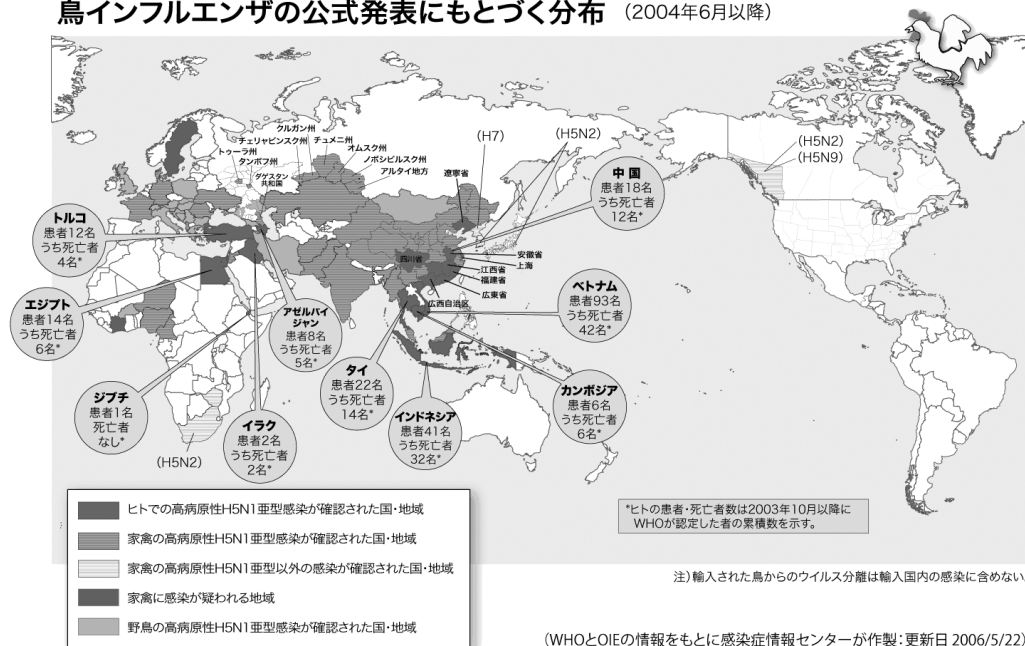 鳥インフルエンザの公式発表にもとづく分布 (2004年6月以降)
クルガン州
チェリャビンスク州
チュメニ州
トゥーラ州
オムスク州
タンボフ州
ノボシビルスク州
ダゲスタン
共和国
アルタイ地方
(H7)
(H5N2)
遼寧省
中国
患者18名
うち死亡者
12名*
(H5N2)
(H5N9)
トルコ
患者12名
うち死亡者
4名*
四川省
安徽省
上海
江西省
福建省
広東省
広西自治区
ベトナム
患者93名
うち死亡者
42名*
エジプト
患者14名
うち死亡者
6名*
アゼルバイ
ジャン
患者8名
うち死亡者
5名*
タイ
患者22名
うち死亡者
14名*
カンボジア
患者6名
うち死亡者
6名*
ジブチ
患者1名
死亡者
なし*
イラク
患者2名
うち死亡者
2名*
インドネシア
患者41名
うち死亡者
32名*
(H5N2)
ヒトでの高病原性H5N1亜型感染が確認された国・地域
家禽の高病原性H5N1亜型感染が確認された国・地域
家禽の高病原性H5N1亜型以外の感染が確認された国・地域
家禽に感染が疑われる地域
野鳥の高病原性H5N1亜型感染が確認された国・地域
*ヒトの患者・死亡者数は2003年10月以降に
WHOが認定した者の累積数を示す。
注)輸入された鳥からのウイルス分離は輸入国内の感染に含めない。
(WHOとOIEの情報をもとに感染症情報センターが作製:更新日 2006/5/22)